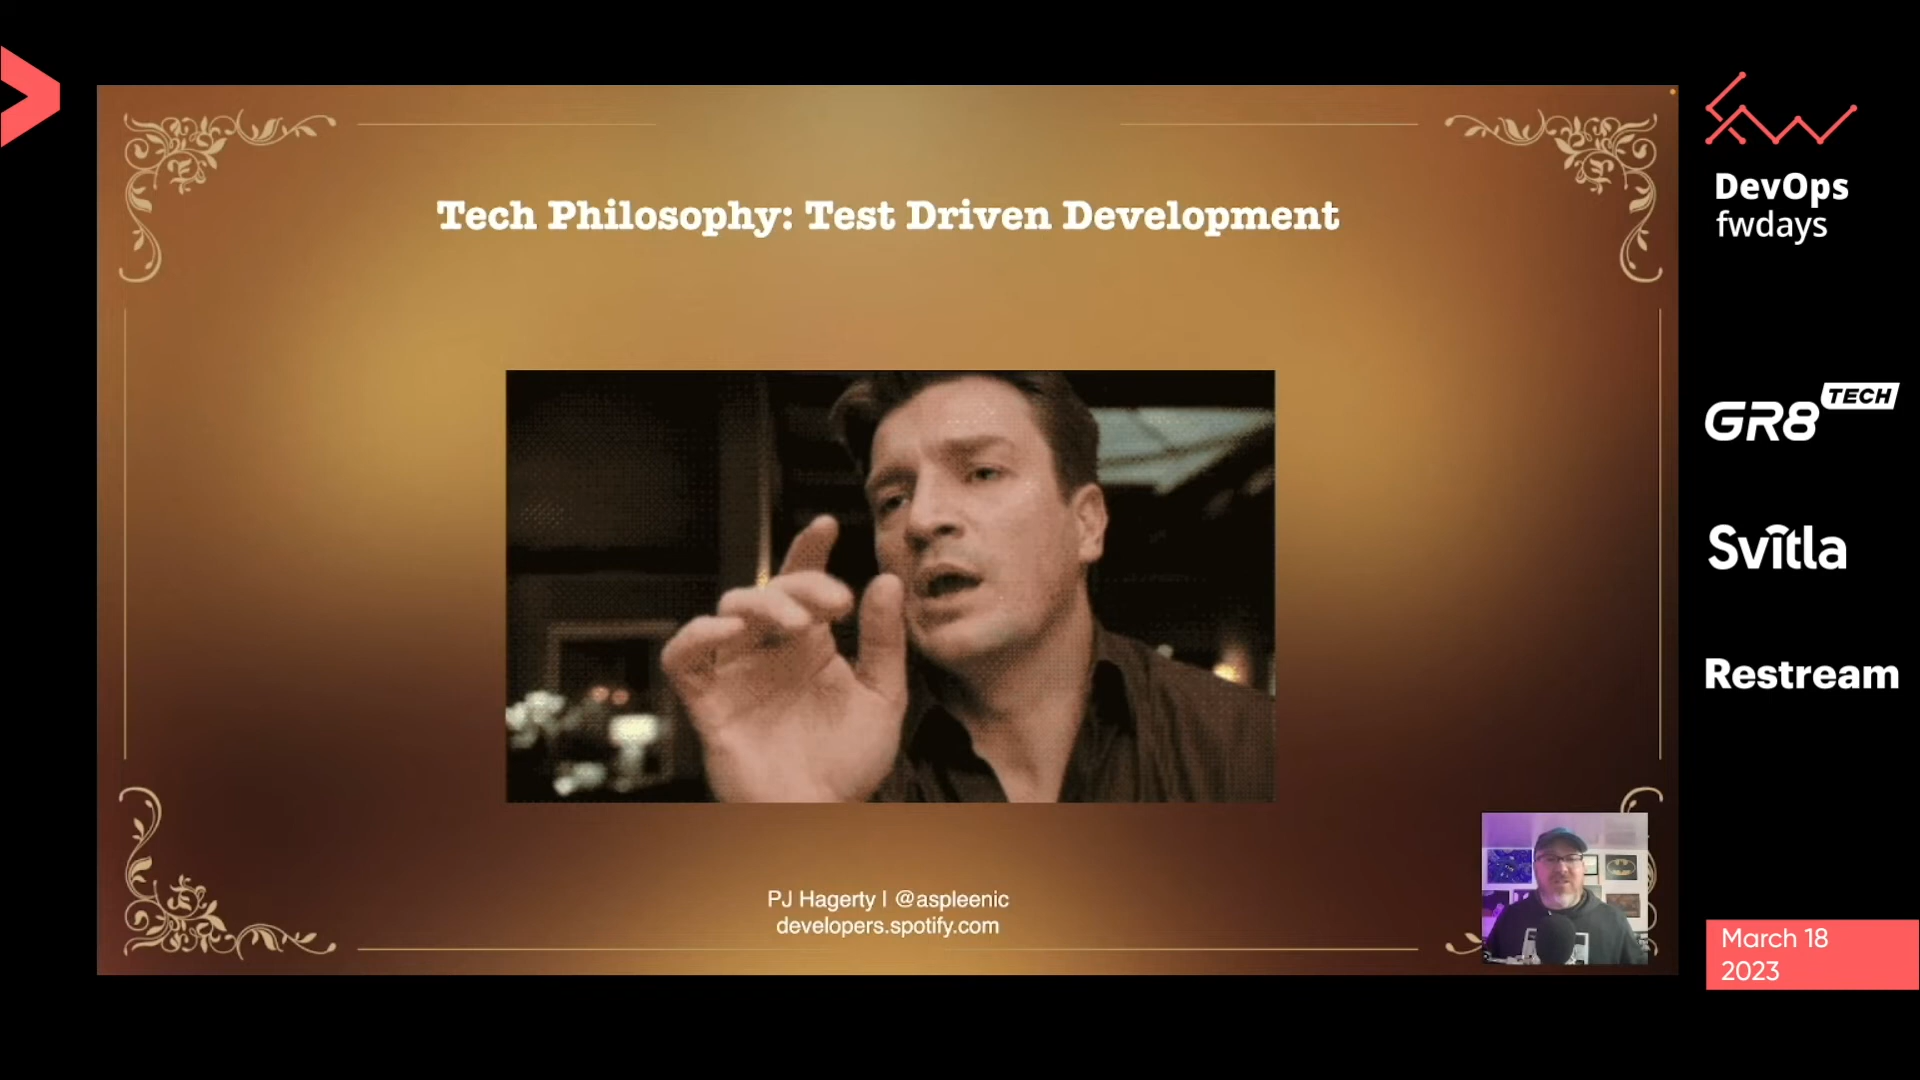 Tech Philosophy: Test Driven Development
PJ Hagerty | @aspleenic
developers.spotify.com
DevOps
fwdays
GR8 TECH
Svitla
Restream
March 18
2023